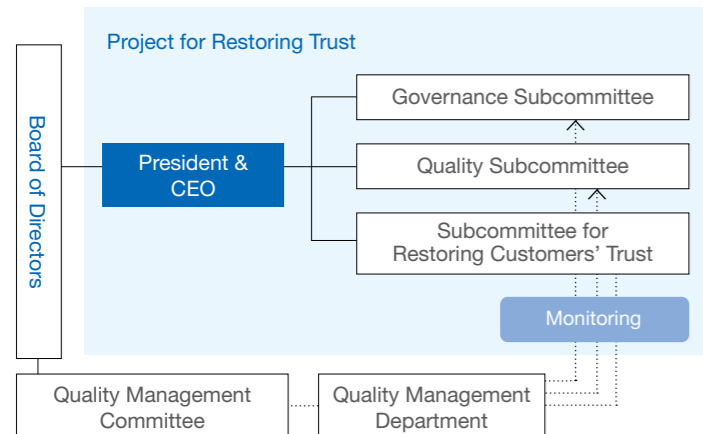 Project for Restoring Trust
Board of Directors
Governance Subcommittee
President &
CEO
Quality Subcommittee
Subcommittee for
Restoring Customers’ Trust
Monitoring
Quality Management
Committee
Quality Management
Department